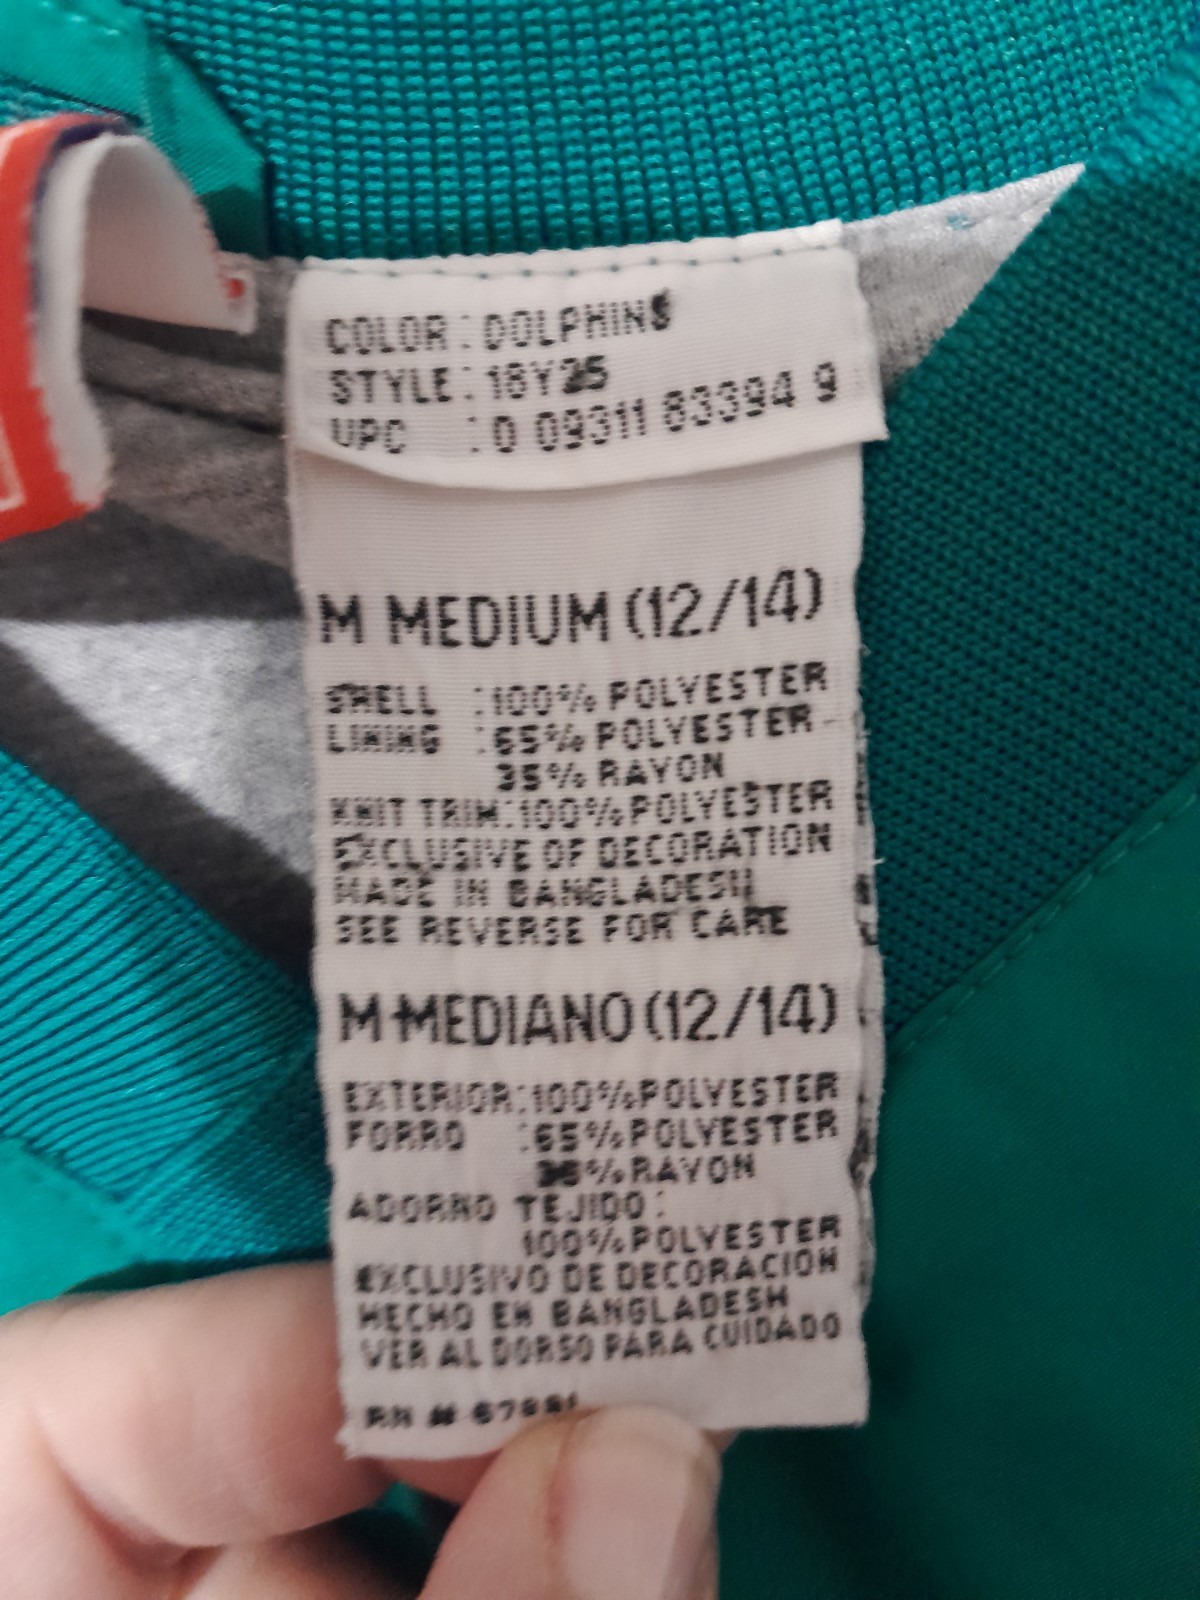 COLOR : DOLPHINS
STYLE : 18Y25
UPC : 0 09311 83394 9
M MEDIUM (12/14)
SHELL : 100% POLYESTER
LINING : 65% POLYESTER
35% RAYON
KNIT TRIM : 100% POLYESTER
EXCLUSIVE OF DECORATION
MADE IN BANGLADESH
SEE REVERSE FOR CARE
M-MEDIANO (12/14)
EXTERIOR : 100% POLYESTER
FORRO : 65% POLYESTER
35% RAYON
ADORNO TEJIDO :
100% POLYESTER
EXCLUSIVO DE DECORACION
HECHO EN BANGLADESH
VER AL DORSO PARA CUIDADO
RN #